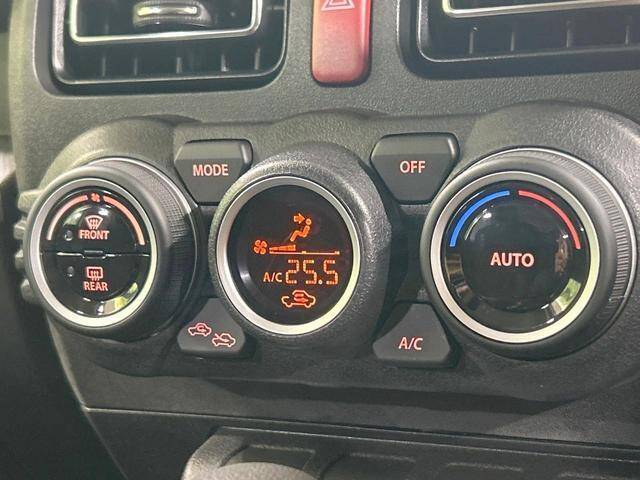 MODE
OFF
FRONT
REAR
A/C 25.5
AUTO
A/C